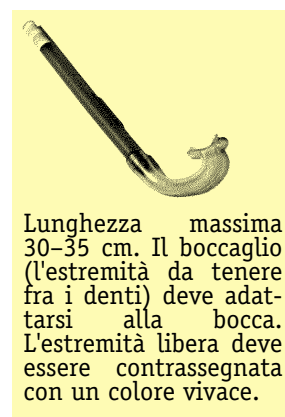 Lunghezza massima
30–35 cm. Il boccaglio
(l'estremità da tenere
fra i denti) deve adat-
tarsi alla bocca.
L'estremità libera deve
essere contrassegnata
con un colore vivace.